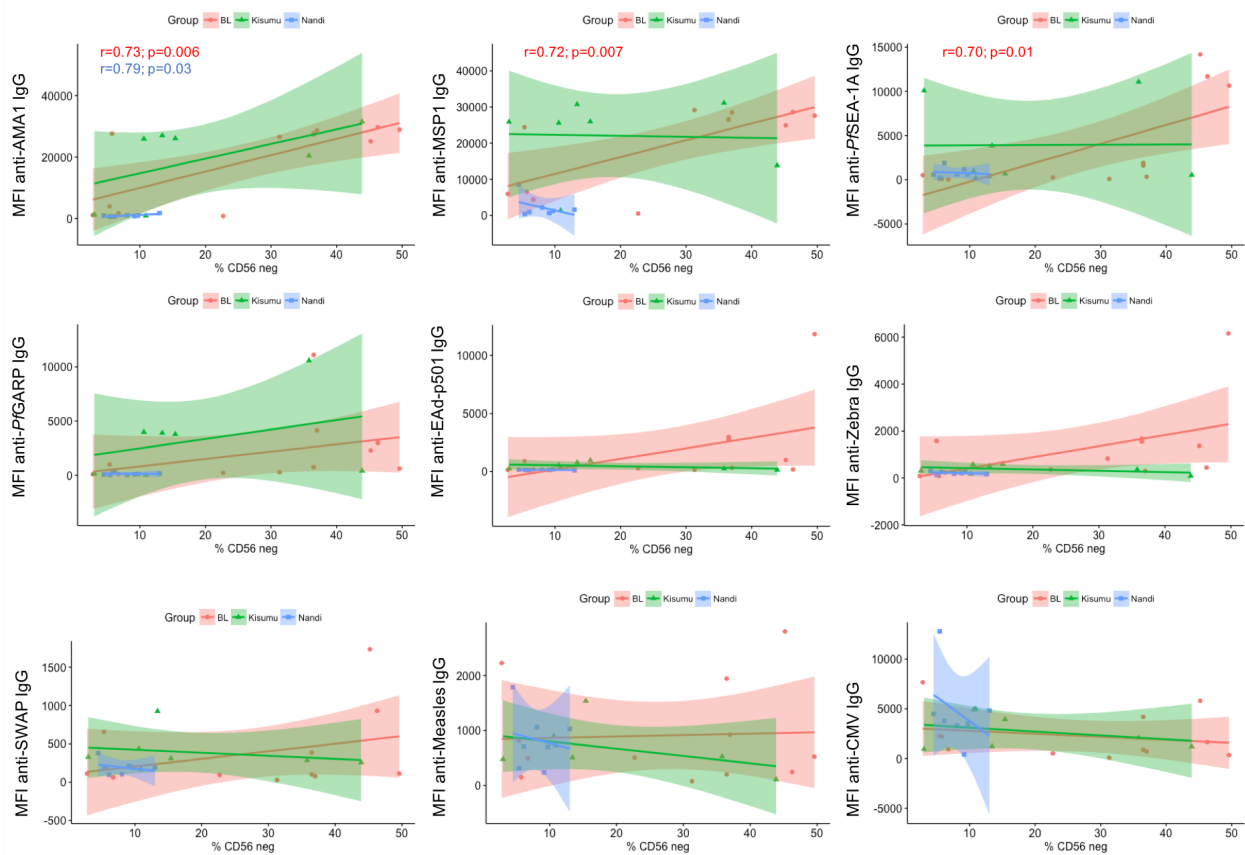 Group BL Kisumu Nandi
r=0.73; p=0.006
r=0.79; p=0.03
MFI anti-AMA1 IgG
40000
20000
0
10 20 30 40 50
% CD56 neg
Group BL Kisumu Nandi
r=0.72; p=0.007
MFI anti-MSP1 IgG
40000
30000
20000
10000
0
10 20 30 40 50
% CD56 neg
Group BL Kisumu Nandi
r=0.70; p=0.01
MFI anti-PfSEA-1A IgG
15000
10000
5000
0
-5000
10 20 30 40 50
% CD56 neg
Group BL Kisumu Nandi
MFI anti-PfGARP IgG
10000
5000
0
10 20 30 40 50
% CD56 neg
Group BL Kisumu Nandi
MFI anti-EAd-p501 IgG
10000
5000
0
10 20 30 40 50
% CD56 neg
Group BL Kisumu Nandi
MFI anti-Zebra IgG
6000
4000
2000
0
-2000
10 20 30 40 50
% CD56 neg
Group BL Kisumu Nandi
MFI anti-SWAP IgG
1500
1000
500
0
-500
10 20 30 40 50
% CD56 neg
Group BL Kisumu Nandi
MFI anti-Measles IgG
2000
1000
0
10 20 30 40 50
% CD56 neg
Group BL Kisumu Nandi
MFI anti-CMV IgG
10000
5000
0
-5000
10 20 30 40 50
% CD56 neg